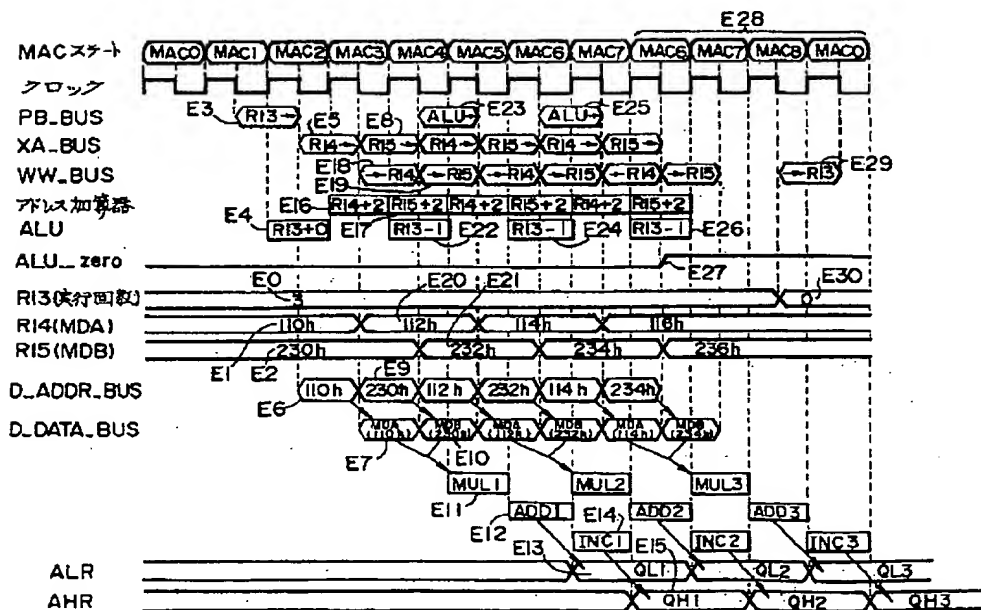 E28
MACステート MAC0 MAC1 MAC2 MAC3 MAC4 MAC5 MAC6 MAC7 MAC6 MAC7 MAC8 MAC0
クロック
PB_BUS E3 R13→ ALU→ E23 ALU→ E25
E5 E8
XA_BUS R14→ R15→ R14→ R15→ R14→ R15→
WW_BUS E18 ←R14 ←R15 ←R14 ←R15 ←R14 ←R15 ←R13 E29
E19
アドレス加算器 E16 R14+2 R15+2 R14+2 R15+2 R14+2 R15+2
ALU E4 R13+0 E17 R13-1 E22 R13-1 E24 R13-1 E26
ALU_zero E27
E0 E20 E21 E30
R13(実行回数) 3 0
R14(MDA) 110h 112h 114h 116h
R15(MDB) 230h 232h 234h 236h
E1 E2 E9
D_ADDR_BUS 110h 230h 112h 232h 114h 234h
E6
D_DATA_BUS MDA(110h) MDB(230h) MDA(112h) MDB(232h) MDA(114h) MDB(234h)
E7 E10
MUL1 MUL2 MUL3
E11
E12 ADD1 E14 ADD2 ADD3
E13 INC1 E15 INC2 INC3
ALR QL1 QL2 QL3
AHR QH1 QH2 QH3